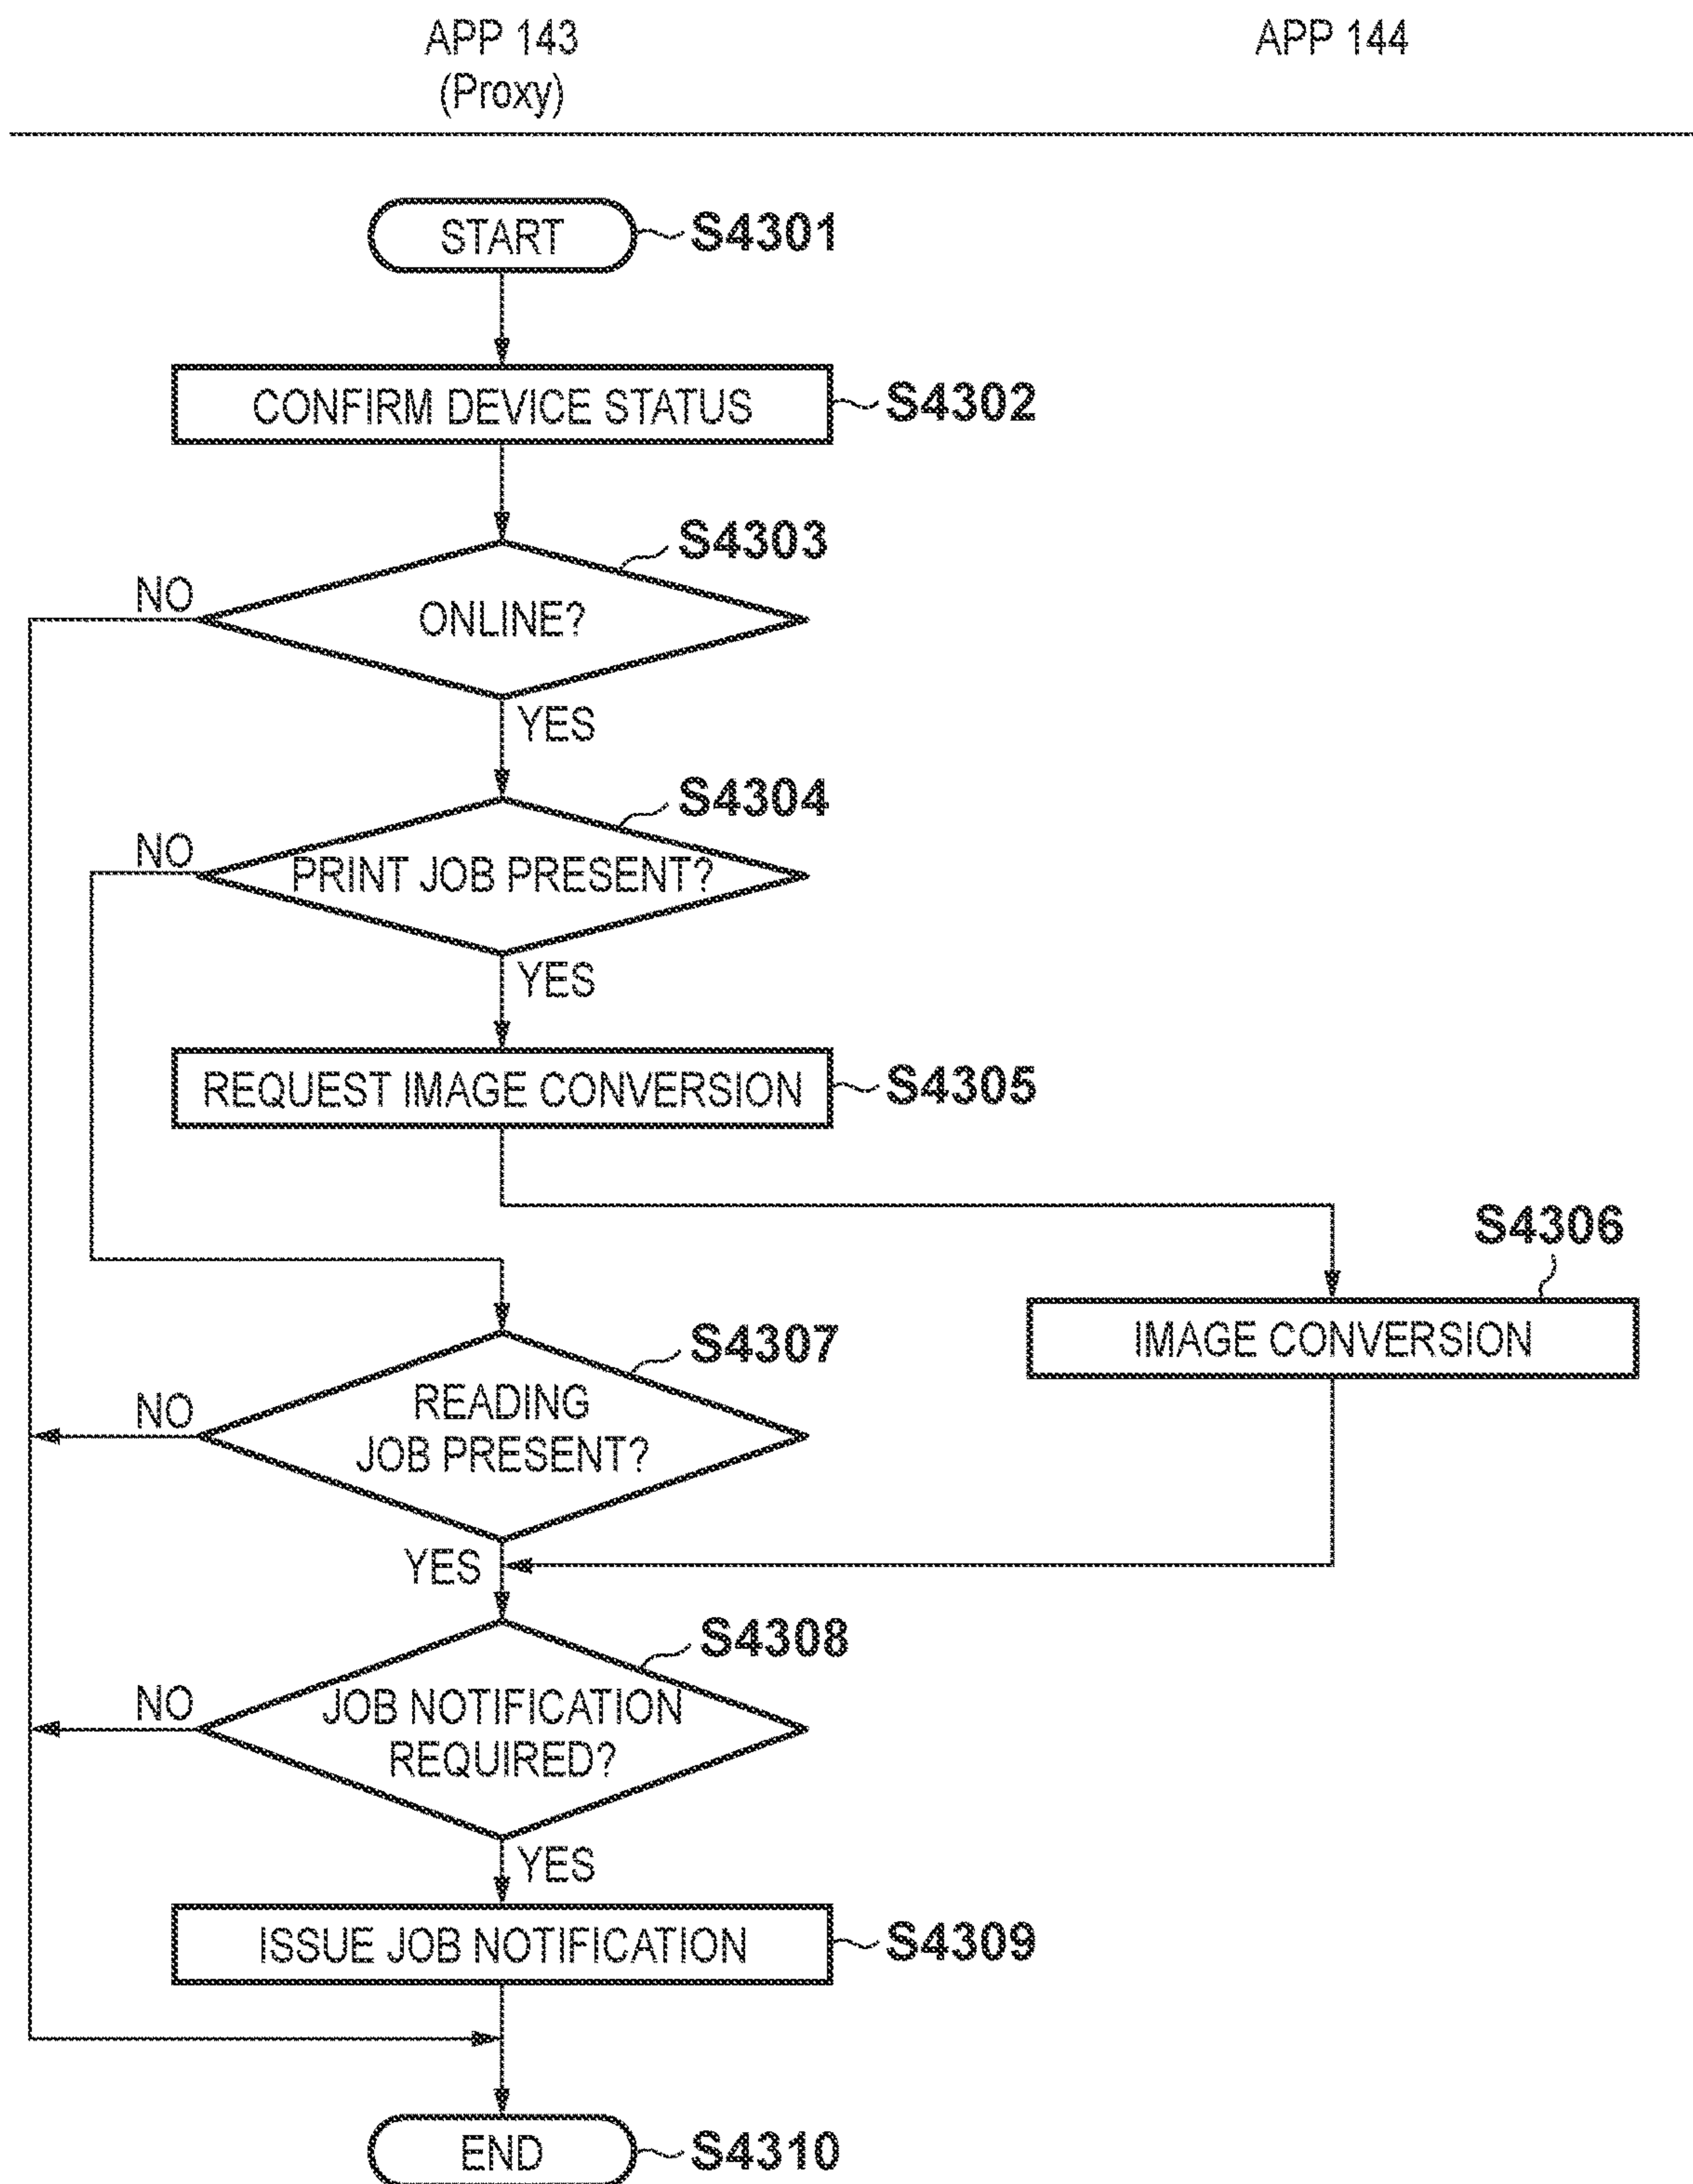 APP 143
(Proxy)
APP 144
START
S4301
CONFIRM DEVICE STATUS
S4302
S4303
NO
ONLINE?
YES
S4304
NO
PRINT JOB PRESENT?
YES
REQUEST IMAGE CONVERSION
S4305
S4306
IMAGE CONVERSION
S4307
NO
READING
JOB PRESENT?
YES
S4308
NO
JOB NOTIFICATION
REQUIRED?
YES
ISSUE JOB NOTIFICATION
S4309
END
S4310